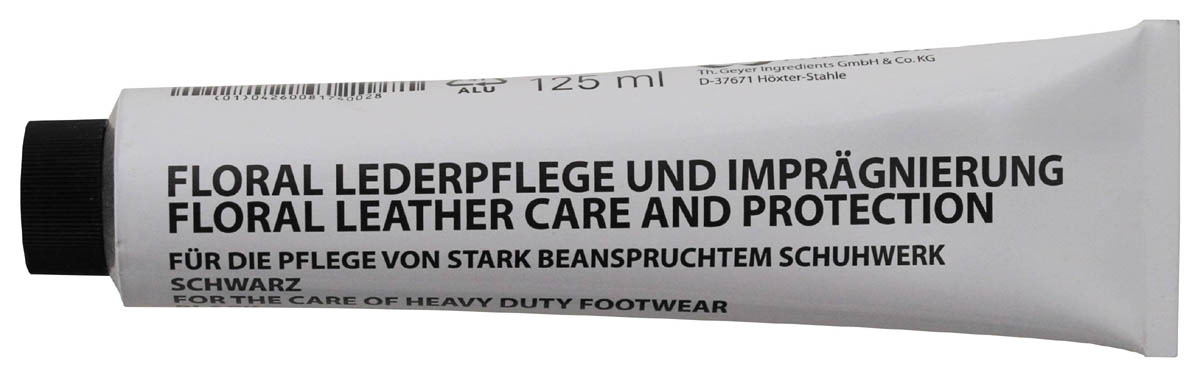 (01)04260081740028
ALU
125 ml
Th. Geyer Ingredients GmbH & Co. KG
D-37671 Höxter-Stahle
FLORAL LEDERPFLEGE UND IMPRÄGNIERUNG
FLORAL LEATHER CARE AND PROTECTION
FÜR DIE PFLEGE VON STARK BEANSPRUCHTEM SCHUHWERK
SCHWARZ
FOR THE CARE OF HEAVY DUTY FOOTWEAR